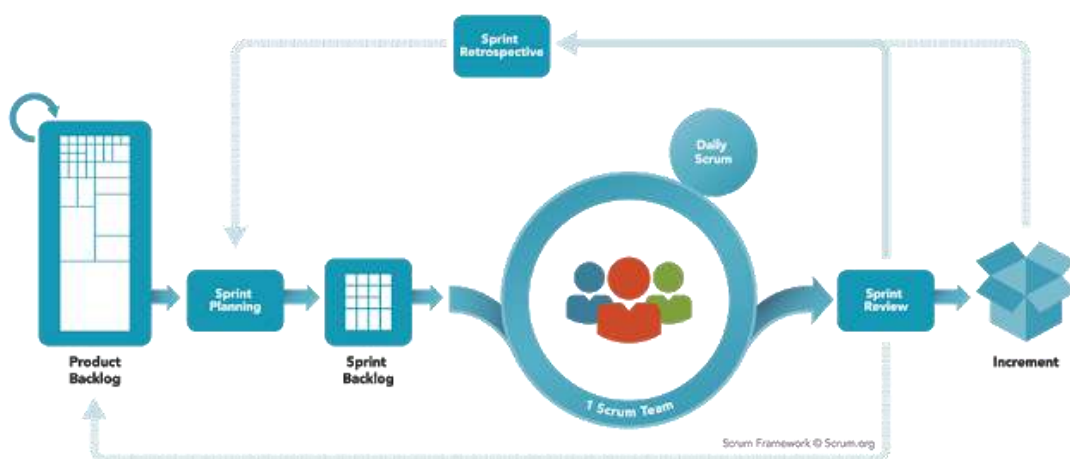 Sprint
Retrospective
Daily
Scrum
Sprint
Planning
Sprint
Review
Product
Backlog
Sprint
Backlog
Increment
1 Scrum Team
Scrum Framework © Scrum.org